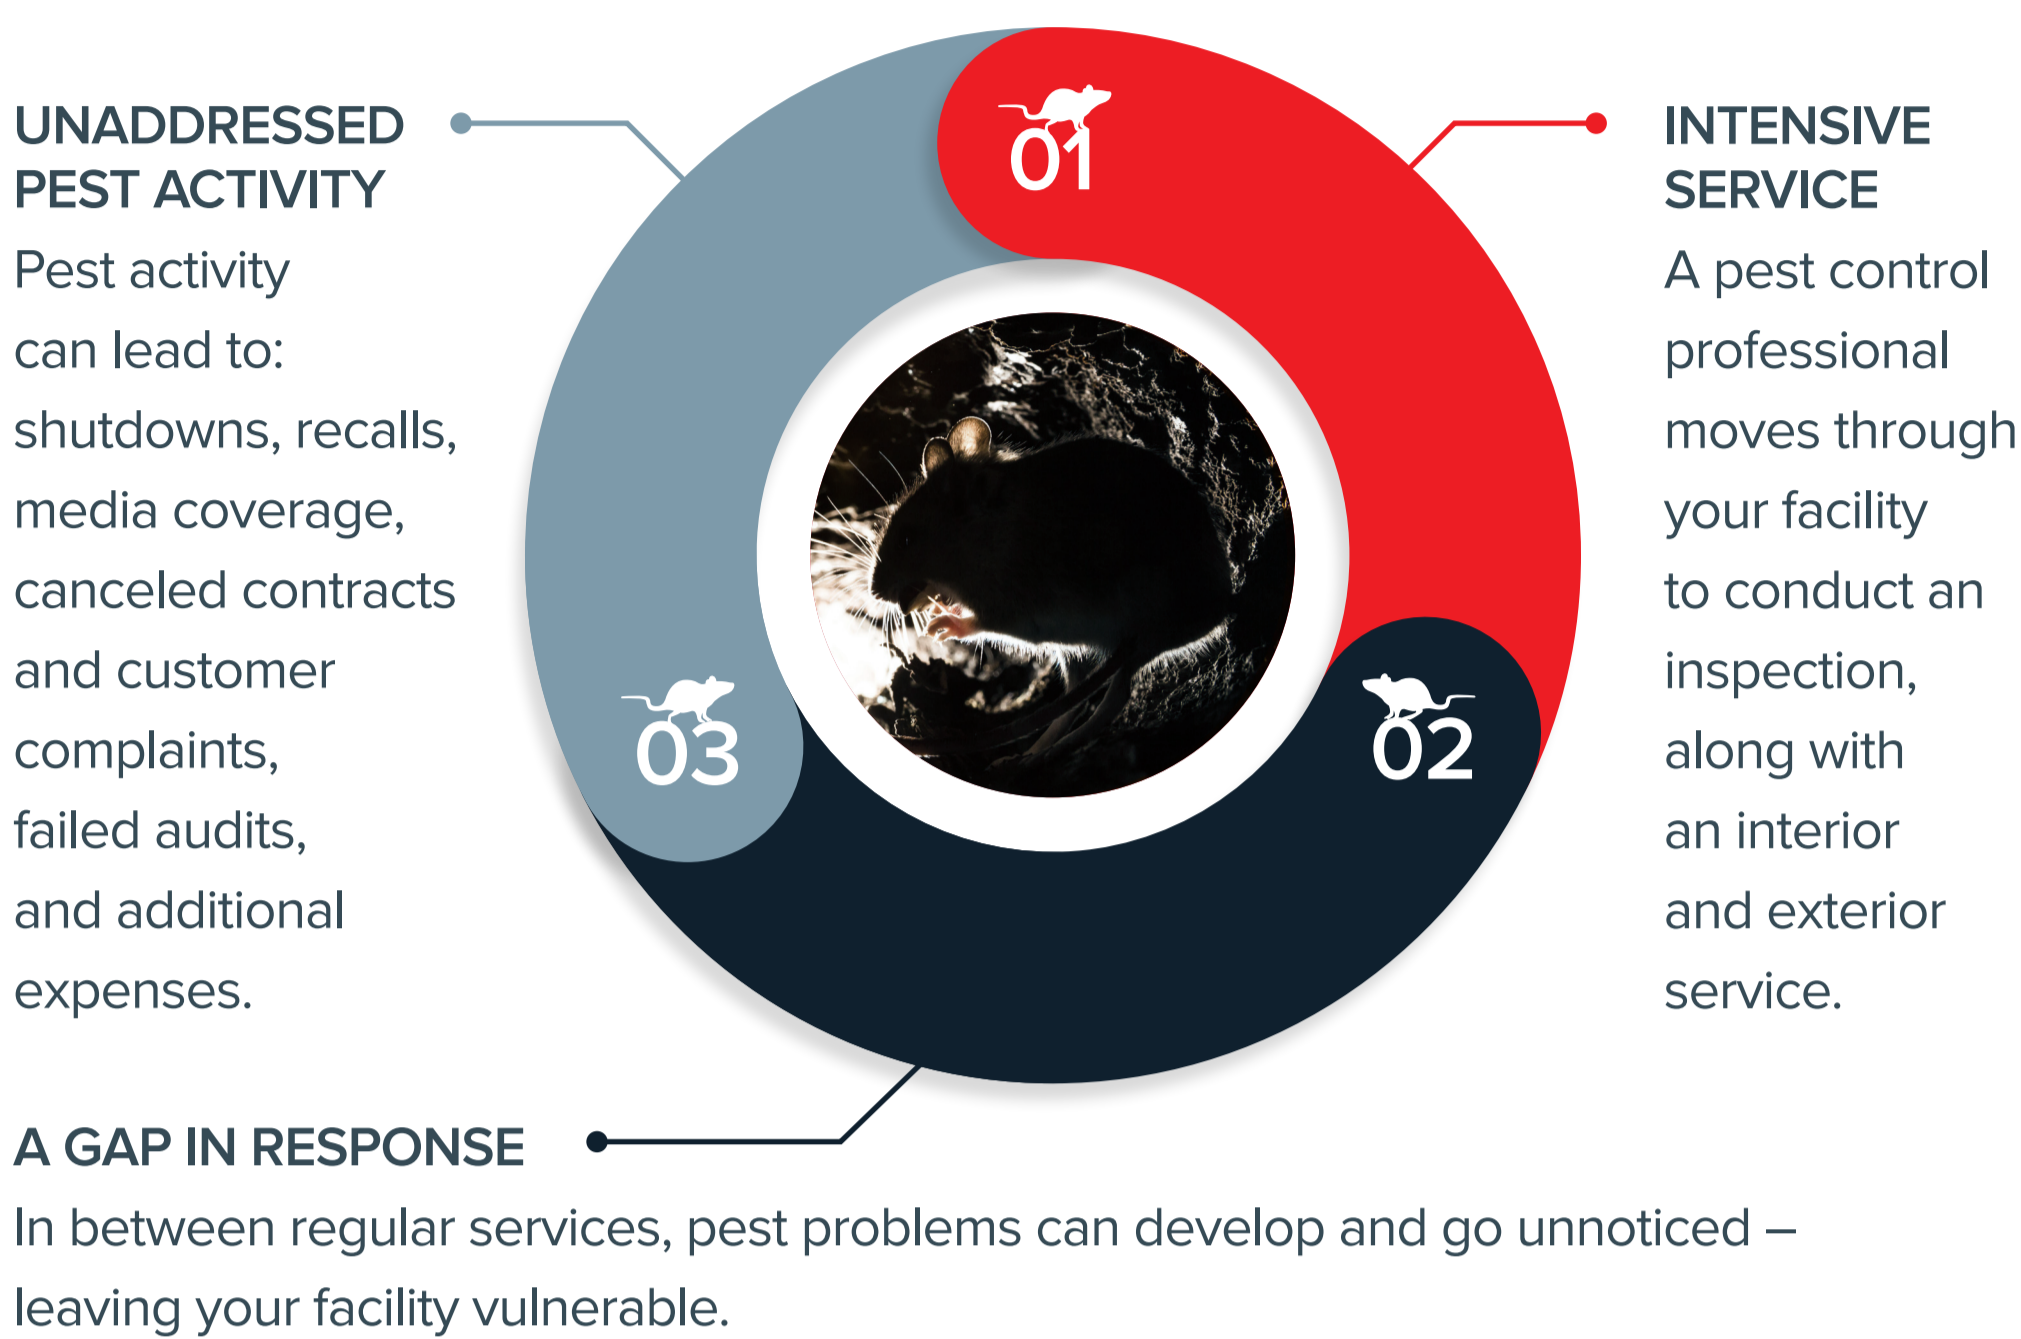 01
INTENSIVE
SERVICE
A pest control
professional
moves through
your facility
to conduct an
inspection,
along with
an interior
and exterior
service.
02
A GAP IN RESPONSE
In between regular services, pest problems can develop and go unnoticed –
leaving your facility vulnerable.
03
UNADDRESSED
PEST ACTIVITY
Pest activity
can lead to:
shutdowns, recalls,
media coverage,
canceled contracts
and customer
complaints,
failed audits,
and additional
expenses.